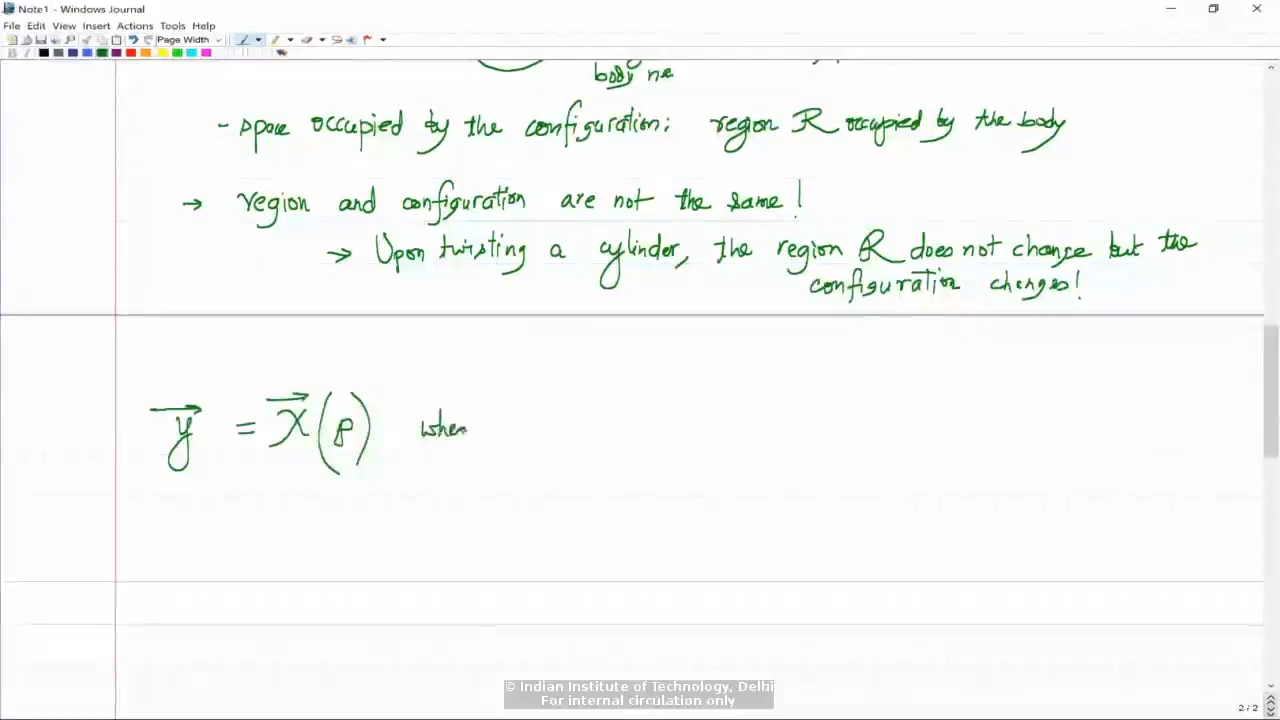 Note1 - Windows Journal
File Edit View Insert Actions Tools Help
Page Width
body
- space occupied by the configuration: region R occupied by the body
→ region and configuration are not the same!
→ Upon twisting a cylinder, the region R does not change but the
configuration changes!
y⃗ = χ⃗(p) wher
© Indian Institute of Technology, Delhi
For internal circulation only
2 / 2